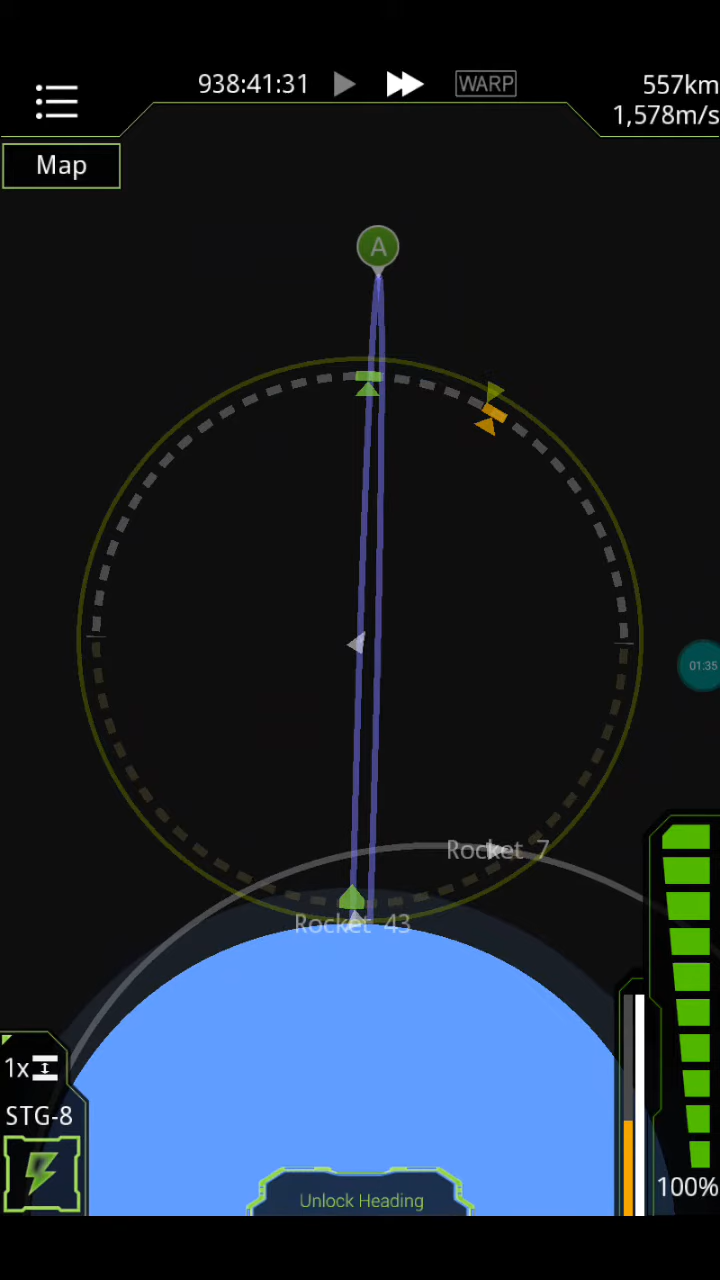 938:41:31
WARP
557km
1,578m/s
Map
A
01:35
Rocket 7
Rocket 43
1x
STG-8
100%
Unlock Heading